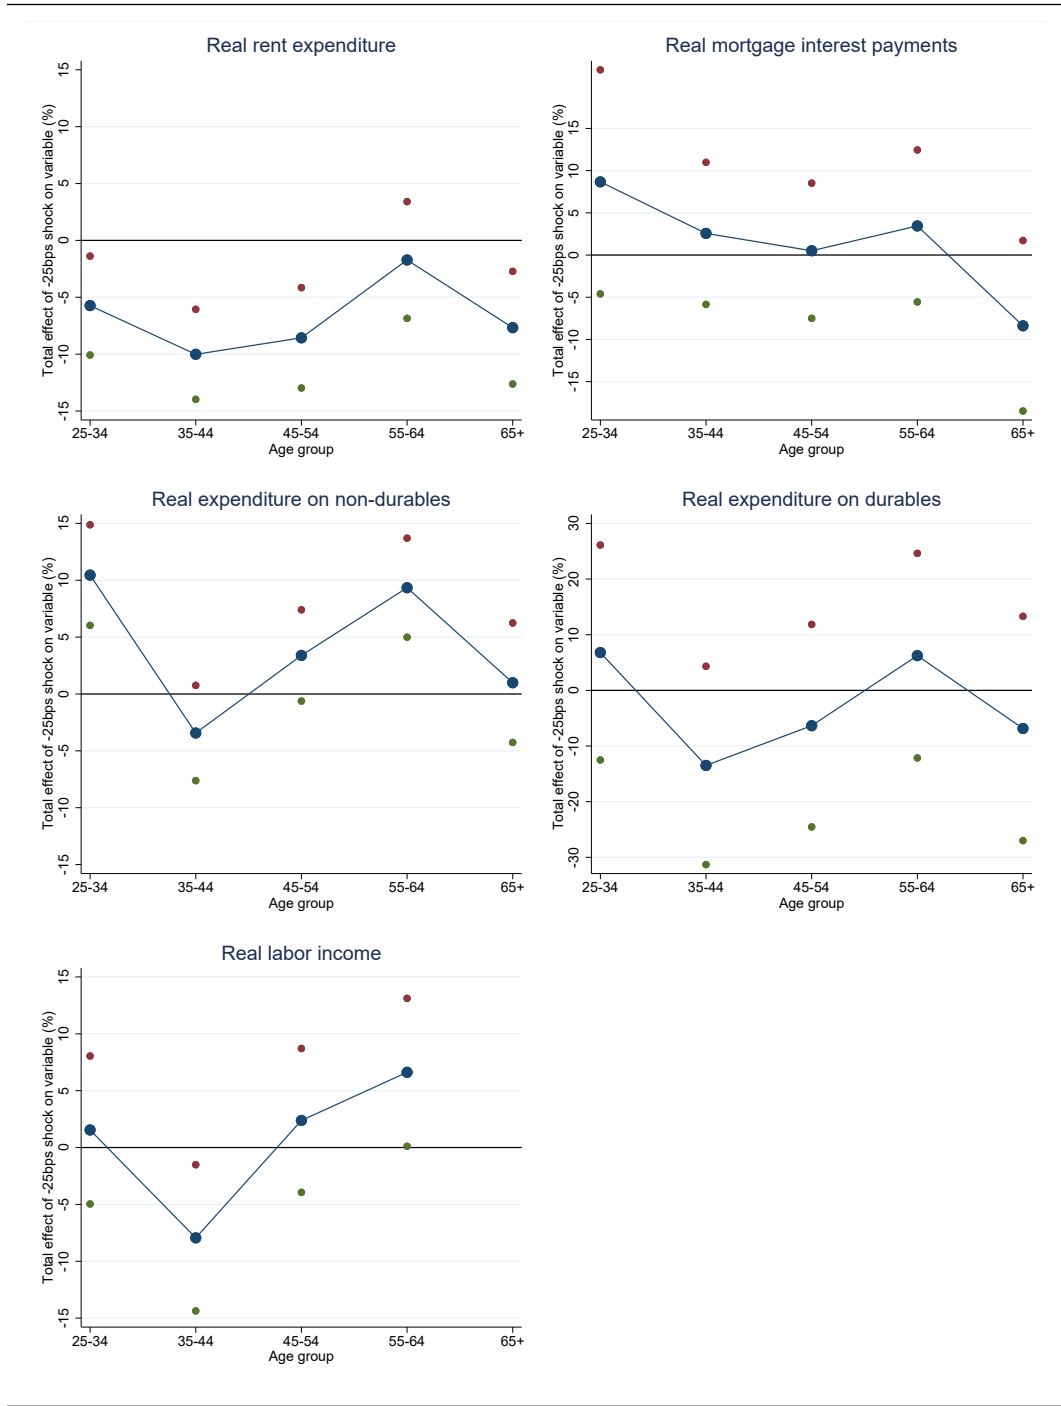 Real rent expenditure
Total effect of -25bps shock on variable (%)
15
10
5
0
-5
-10
-15
25-34 35-44 45-54 55-64 65+
Age group
Real mortgage interest payments
Total effect of -25bps shock on variable (%)
15
10
5
0
-5
-10
-15
25-34 35-44 45-54 55-64 65+
Age group
Real expenditure on non-durables
Total effect of -25bps shock on variable (%)
15
10
5
0
-5
-10
-15
25-34 35-44 45-54 55-64 65+
Age group
Real expenditure on durables
Total effect of -25bps shock on variable (%)
30
20
10
0
-10
-20
-30
25-34 35-44 45-54 55-64 65+
Age group
Real labor income
Total effect of -25bps shock on variable (%)
15
10
5
0
-5
-10
-15
25-34 35-44 45-54 55-64 65+
Age group